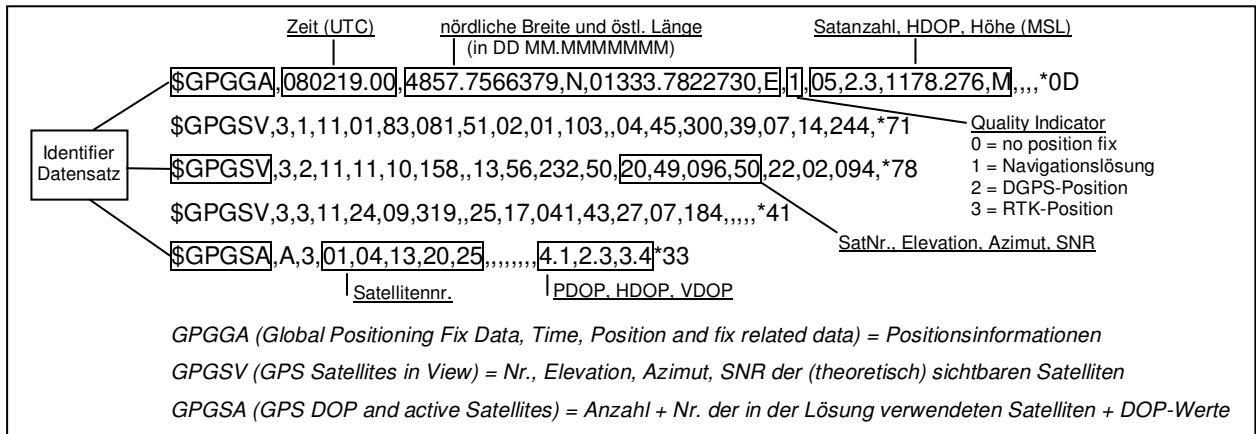 Zeit (UTC) nördliche Breite und östl. Länge Satanzahl, HDOP, Höhe (MSL)
(in DD MM.MMMMMMM)
$GPGGA,080219.00,4857.7566379,N,01333.7822730,E,1,05,2.3,1178.276,M,,,,*0D
$GPGSV,3,1,11,01,83,081,51,02,01,103,,04,45,300,39,07,14,244,*71
Identifier
Datensatz
$GPGSV,3,2,11,11,10,158,,13,56,232,50,20,49,096,50,22,02,094,*78
$GPGSV,3,3,11,24,09,319,,25,17,041,43,27,07,184,,,,,*41
$GPGSA,A,3,01,04,13,20,25,,,,,,,,4.1,2.3,3.4*33
Quality Indicator
0 = no position fix
1 = Navigationslösung
2 = DGPS-Position
3 = RTK-Position
SatNr., Elevation, Azimut, SNR
Satellitennr. PDOP, HDOP, VDOP
GPGGA (Global Positioning Fix Data, Time, Position and fix related data) = Positionsinformationen
GPGSV (GPS Satellites in View) = Nr., Elevation, Azimut, SNR der (theoretisch) sichtbaren Satelliten
GPGSA (GPS DOP and active Satellites) = Anzahl + Nr. der in der Lösung verwendeten Satelliten + DOP-Werte